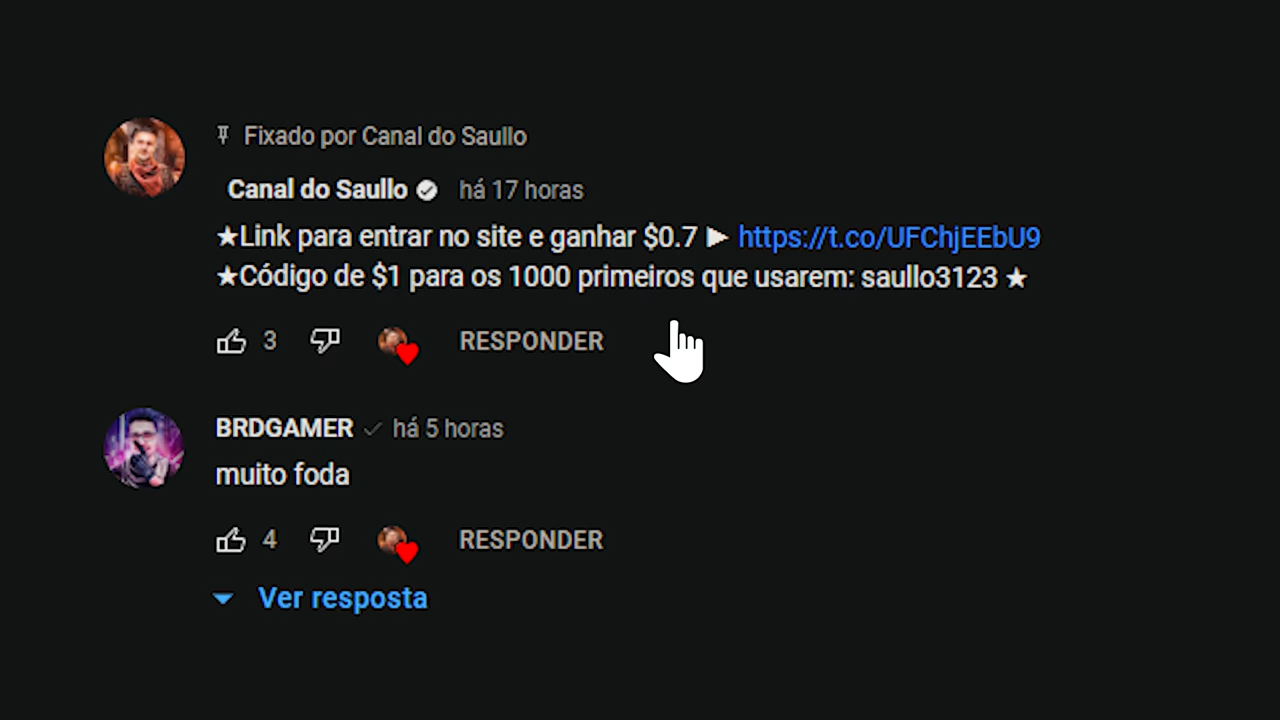 Fixado por Canal do Saullo
Canal do Saullo há 17 horas
★Link para entrar no site e ganhar $0.7 ▶ https://t.co/UFChjEEbU9
★Código de $1 para os 1000 primeiros que usarem: saullo3123 ★
3 RESPONDER
BRDGAMER há 5 horas
muito foda
4 RESPONDER
Ver resposta